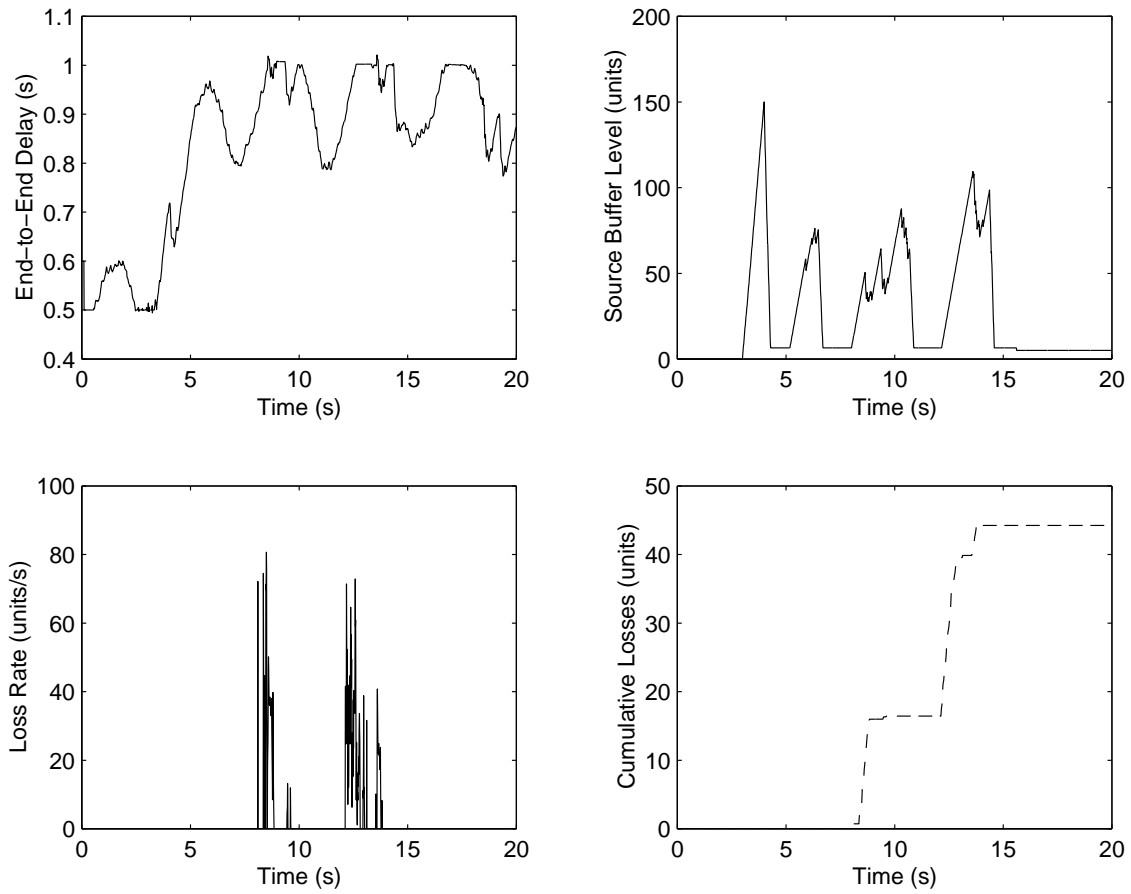 1.1
1
0.9
0.8
0.7
0.6
0.5
0.4
0 5 10 15 20
Time (s)
End-to-End Delay (s)
200
150
100
50
0
0 5 10 15 20
Time (s)
Source Buffer Level (units)
100
80
60
40
20
0
0 5 10 15 20
Time (s)
Loss Rate (units/s)
50
40
30
20
10
0
0 5 10 15 20
Time (s)
Cumulative Losses (units)